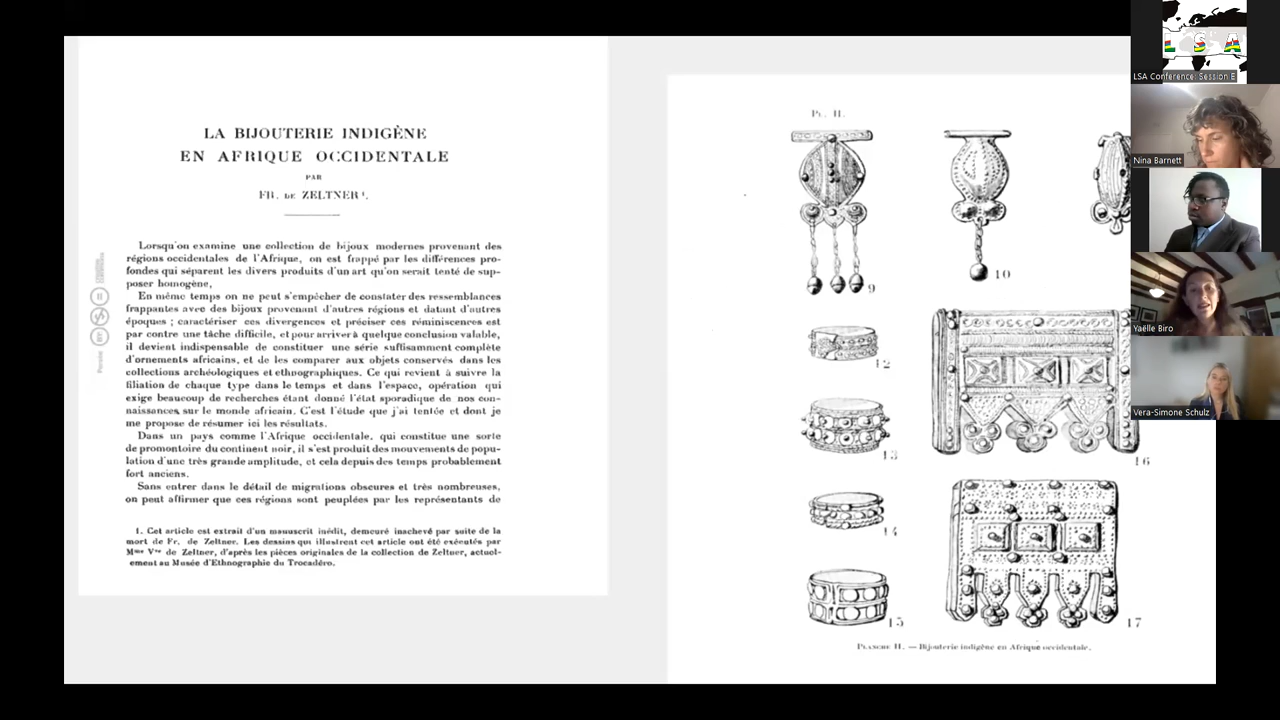 LA BIJOUTERIE INDIGÈNE
EN AFRIQUE OCCIDENTALE
PAR
FR. DE ZELTNER¹.
Lorsqu'on examine une collection de bijoux modernes provenant des
régions occidentales de l'Afrique, on est frappé par les différences pro-
fondes qui séparent les divers produits d'un art qu'on serait tenté de sup-
poser homogène,
En même temps on ne peut s'empêcher de constater des ressemblances
frappantes avec des bijoux provenant d'autres régions et datant d'autres
époques ; caractériser ces divergences et préciser ces réminiscences est
par contre une tâche difficile, et pour arriver à quelque conclusion valable,
il devient indispensable de constituer une série suffisamment complète
d'ornements africains, et de les comparer aux objets conservés dans les
collections archéologiques et ethnographiques. Ce qui revient à suivre la
filiation de chaque type dans le temps et dans l'espace, opération qui
exige beaucoup de recherches étant donné l'état sporadique de nos con-
naissances sur le monde africain. C'est l'étude que j'ai tentée et dont je
me propose de résumer ici les résultats.
Dans un pays comme l'Afrique occidentale, qui constitue une sorte
de promontoire du continent noir, il s'est produit des mouvements de popu-
lation d'une très grande amplitude, et cela depuis des temps probablement
fort anciens.
Sans entrer dans le détail de migrations obscures et très nombreuses,
on peut affirmer que ces régions sont peuplées par les représentants de
1. Cet article est extrait d'un manuscrit inédit, demeuré inachevé par suite de la
mort de Fr. de Zeltner. Les dessins qui illustrent cet article ont été exécutés par
Mme Vve de Zeltner, d'après les pièces originales de la collection de Zeltner, actuel-
lement au Musée d'Ethnographie du Trocadéro.
PL. II.
9
10
12
13
14
15
16
17
PLANCHE II. — Bijouterie indigène en Afrique occidentale.
LSA
LSA Conference: Session E
Nina Barnett
Yaëlle Biro
Vera-Simone Schulz